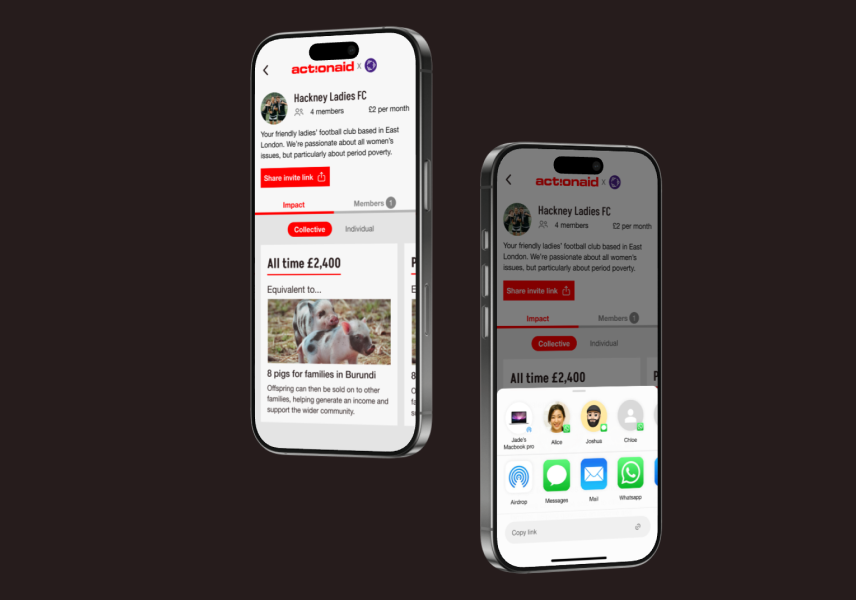 act!onaid x
Hackney Ladies FC
4 members £2 per month
Your friendly ladies' football club based in East
London. We're passionate about all women's
issues, but particularly about period poverty.
Share invite link
Impact Members 1
Collective Individual
All time £2,400
Equivalent to...
8 pigs for families in Burundi
Offspring can then be sold on to other
families, helping generate an income and
support the wider community.
act!onaid x
Hackney Ladies FC
4 members £2 per month
Your friendly ladies' football club based in East
London. We're passionate about all women's
issues, but particularly about period poverty.
Share invite link
Impact Members 1
Collective Individual
All time £2,400
Jade's Alice Joshua Chloe
Macbook pro
Airdrop Messages Mail Whatsapp
Copy link